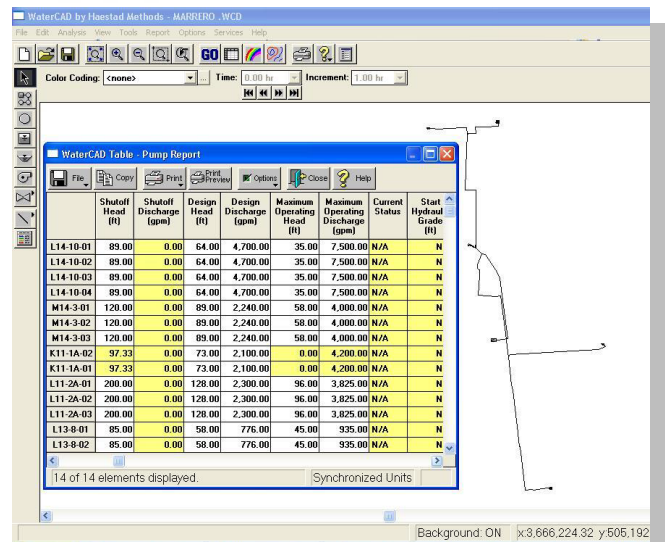 WaterCAD by Haestad Methods - MARRERO .WCD
File Edit Analysis View Tools Report Options Services Help
GO
Color Coding: <none> ... Time: 0.00 hr Increment: 1.00 hr
WaterCAD Table - Pump Report
File Copy Print Print Preview Options Close Help
Shutoff Head (ft) Shutoff Discharge (gpm) Design Head (ft) Design Discharge (gpm) Maximum Operating Head (ft) Maximum Operating Discharge (gpm) Current Status Start Hydraul Grade (ft)
L14-10-01 89.00 0.00 64.00 4,700.00 35.00 7,500.00 N/A N
L14-10-02 89.00 0.00 64.00 4,700.00 35.00 7,500.00 N/A N
L14-10-03 89.00 0.00 64.00 4,700.00 35.00 7,500.00 N/A N
L14-10-04 89.00 0.00 64.00 4,700.00 35.00 7,500.00 N/A N
M14-3-01 120.00 0.00 89.00 2,240.00 58.00 4,000.00 N/A N
M14-3-02 120.00 0.00 89.00 2,240.00 58.00 4,000.00 N/A N
M14-3-03 120.00 0.00 89.00 2,240.00 58.00 4,000.00 N/A N
K11-1A-02 97.33 0.00 73.00 2,100.00 0.00 4,200.00 N/A N
K11-1A-01 97.33 0.00 73.00 2,100.00 0.00 4,200.00 N/A N
L11-2A-01 200.00 0.00 128.00 2,300.00 96.00 3,825.00 N/A N
L11-2A-02 200.00 0.00 128.00 2,300.00 96.00 3,825.00 N/A N
L11-2A-03 200.00 0.00 128.00 2,300.00 96.00 3,825.00 N/A N
L13-8-01 85.00 0.00 58.00 776.00 45.00 935.00 N/A N
L13-8-02 85.00 0.00 58.00 776.00 45.00 935.00 N/A N
14 of 14 elements displayed. Synchronized Units
Background: ON x:3,666,224.32 y:505,192